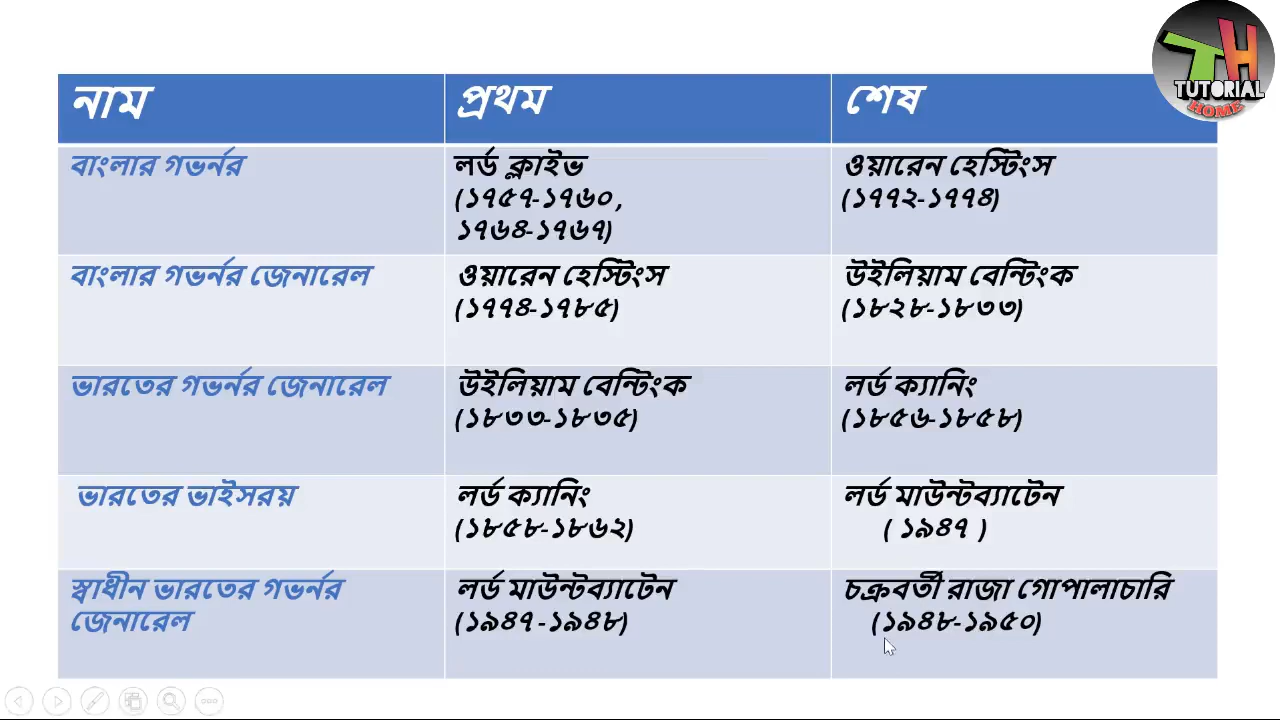 TH
TUTORIAL
HOME
নাম প্রথম শেষ
বাংলার গভর্নর
লর্ড ক্লাইভ
(১৭৫৭-১৭৬০ ,
১৭৬৪-১৭৬৭)
ওয়ারেন হেস্টিংস
(১৭৭২-১৭৭৪)
বাংলার গভর্নর জেনারেল
ওয়ারেন হেস্টিংস
(১৭৭৪-১৭৮৫)
উইলিয়াম বেন্টিংক
(১৮২৮-১৮৩৩)
ভারতের গভর্নর জেনারেল
উইলিয়াম বেন্টিংক
(১৮৩৩-১৮৩৫)
লর্ড ক্যানিং
(১৮৫৬-১৮৫৮)
ভারতের ভাইসরয়
লর্ড ক্যানিং
(১৮৫৮-১৮৬২)
লর্ড মাউন্টব্যাটেন
( ১৯৪৭ )
স্বাধীন ভারতের গভর্নর
জেনারেল
লর্ড মাউন্টব্যাটেন
(১৯৪৭ -১৯৪৮)
চক্রবর্তী রাজা গোপালাচারি
(১৯৪৮-১৯৫০)